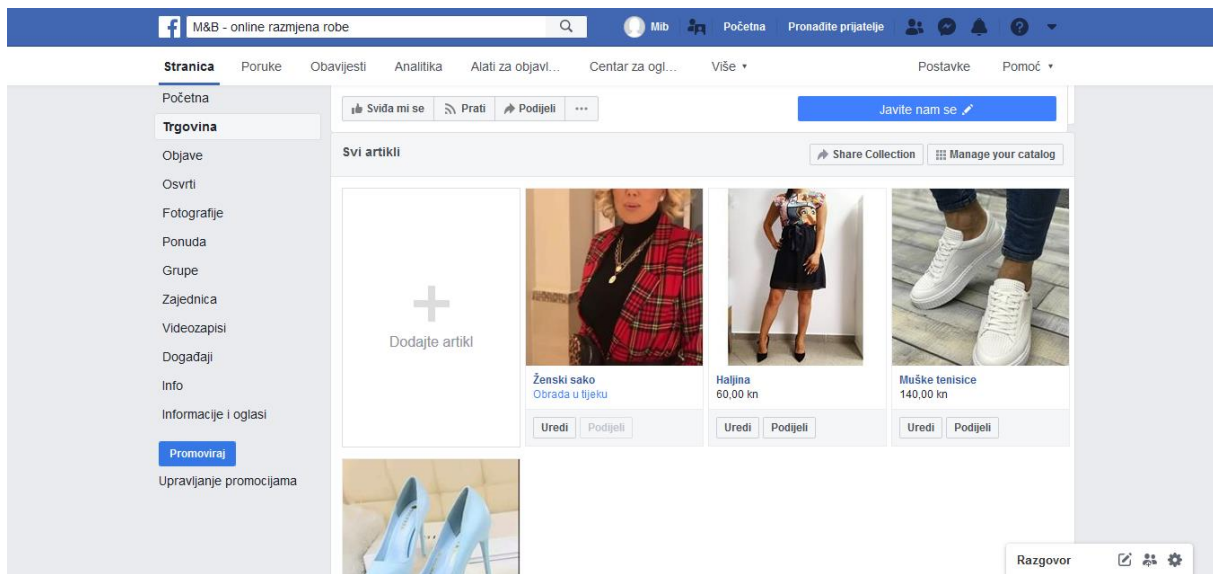 M&B - online razmjena robe
Mib
Početna
Pronađite prijatelje
Stranica
Poruke
Obavijesti
Analitika
Alati za objavl...
Centar za ogl...
Više
Postavke
Pomoć
Početna
Trgovina
Objave
Osvrti
Fotografije
Ponuda
Grupe
Zajednica
Videozapisi
Događaji
Info
Informacije i oglasi
Promoviraj
Upravljanje promocijama
Sviđa mi se
Prati
Podijeli
Javite nam se
Svi artikli
Share Collection
Manage your catalog
Dodajte artikl
Ženski sako
Obrada u tijeku
Uredi
Podijeli
Haljina
60,00 kn
Uredi
Podijeli
Muške tenisice
140,00 kn
Uredi
Podijeli
Razgovor